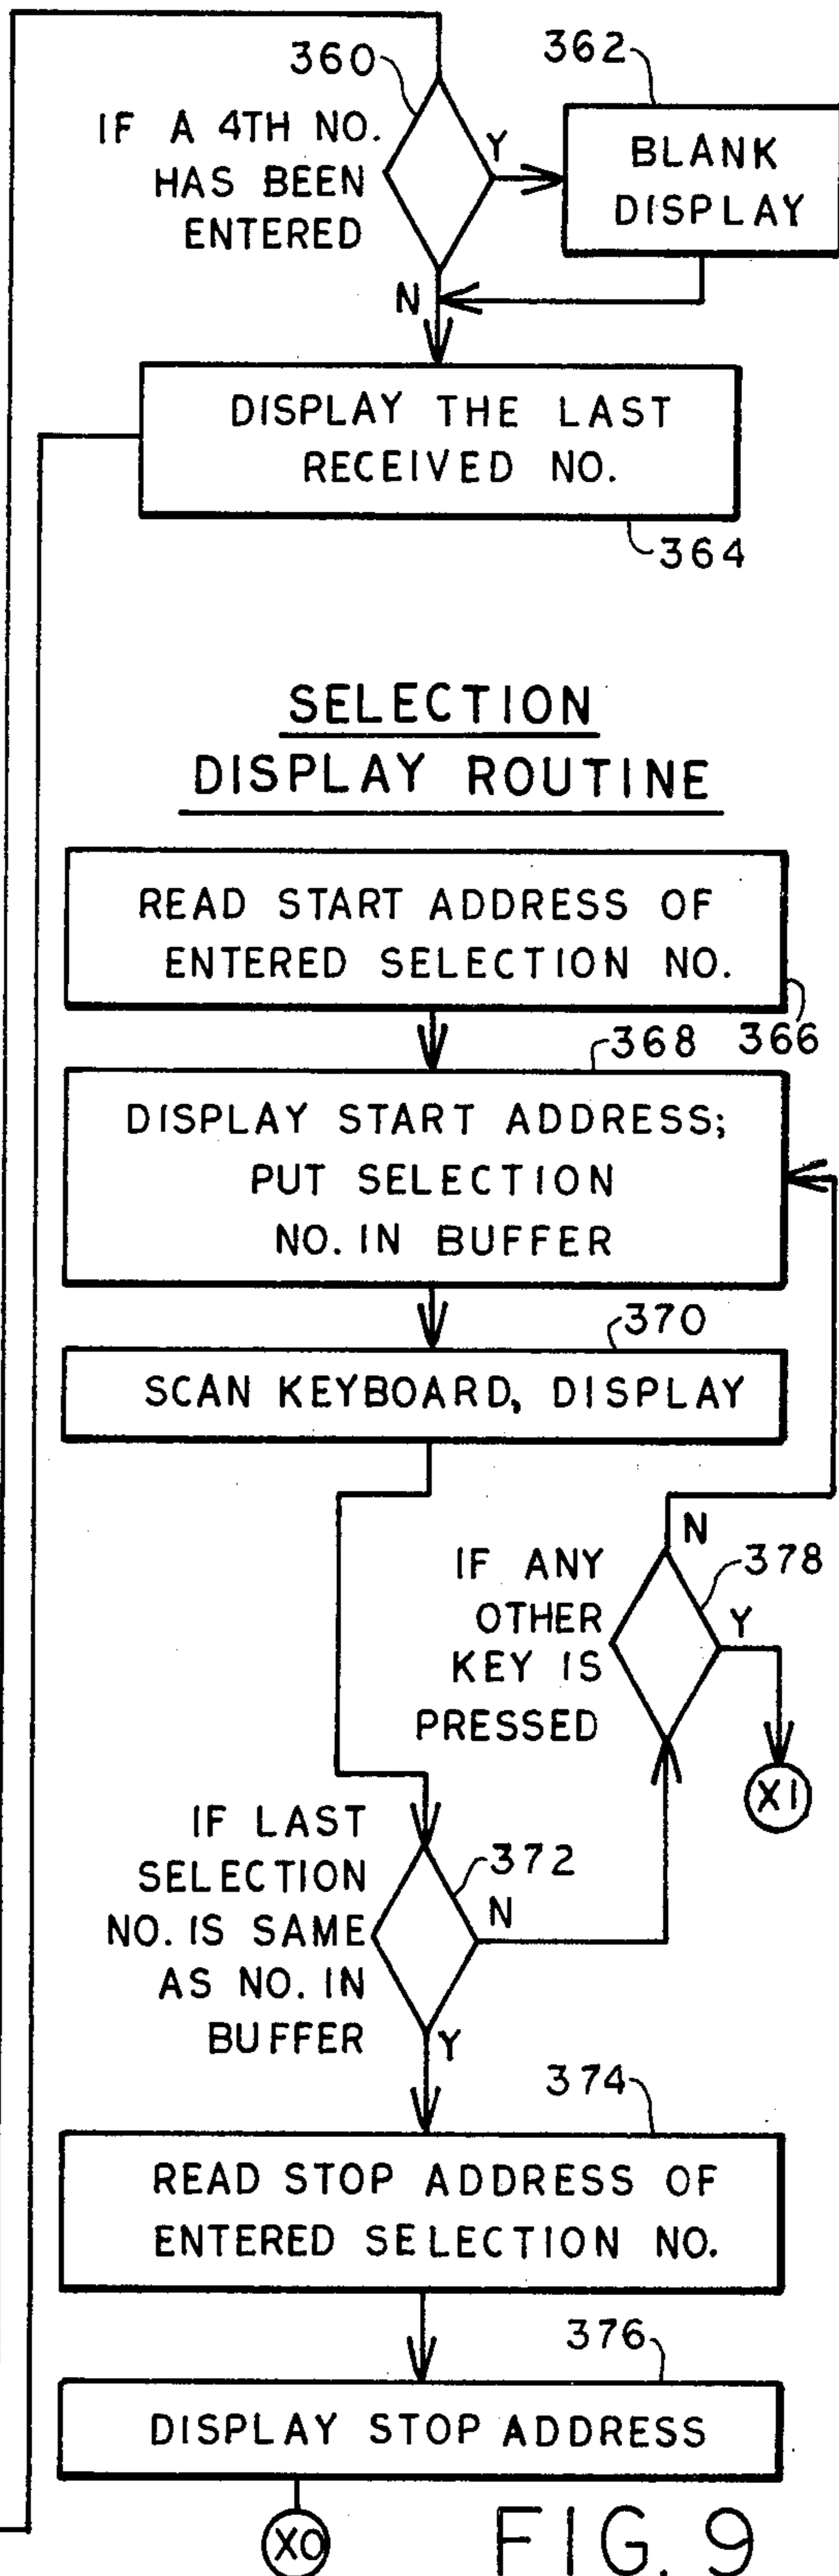 360
362
IF A 4TH NO.
HAS BEEN
ENTERED
Y
BLANK
DISPLAY
N
DISPLAY THE LAST
RECEIVED NO.
364
SELECTION
DISPLAY ROUTINE
READ START ADDRESS OF
ENTERED SELECTION NO.
366
368
DISPLAY START ADDRESS;
PUT SELECTION
NO. IN BUFFER
370
SCAN KEYBOARD, DISPLAY
N
378
IF ANY
OTHER
KEY IS
PRESSED
Y
X1
IF LAST
SELECTION
NO. IS SAME
AS NO. IN
BUFFER
372
N
Y
374
READ STOP ADDRESS OF
ENTERED SELECTION NO.
376
DISPLAY STOP ADDRESS
X0
FIG. 9